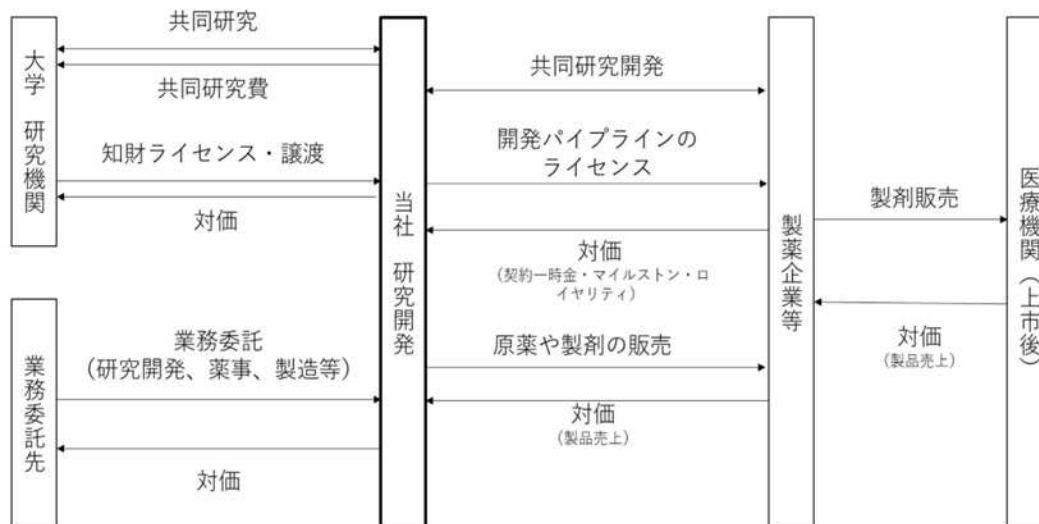 大学 研究機関
共同研究
共同研究費
知財ライセンス・譲渡
対価
業務委託先
業務委託
（研究開発、薬事、製造等）
対価
当社 研究開発
共同研究開発
開発パイプラインの
ライセンス
対価
（契約一時金・マイルストン・ロ
イヤリティ）
原薬や製剤の販売
対価
（製品売上）
製薬企業等
製剤販売
対価
（製品売上）
医療機関（上市後）